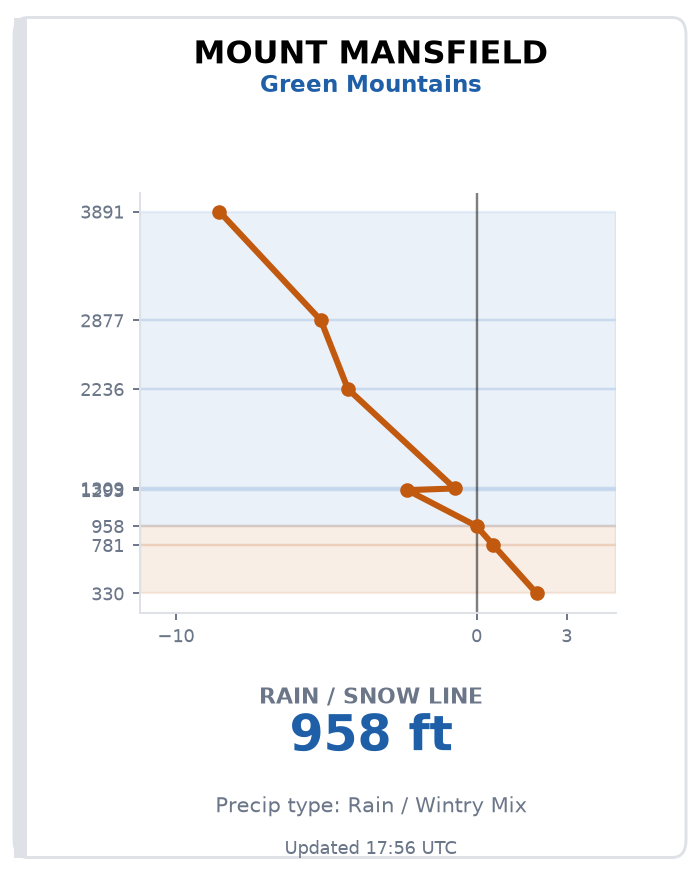 MOUNT MANSFIELD
Green Mountains
3891
2877
2236
958
781
330
−10 0 3
RAIN / SNOW LINE
958 ft
Precip type: Rain / Wintry Mix
Updated 17:56 UTC